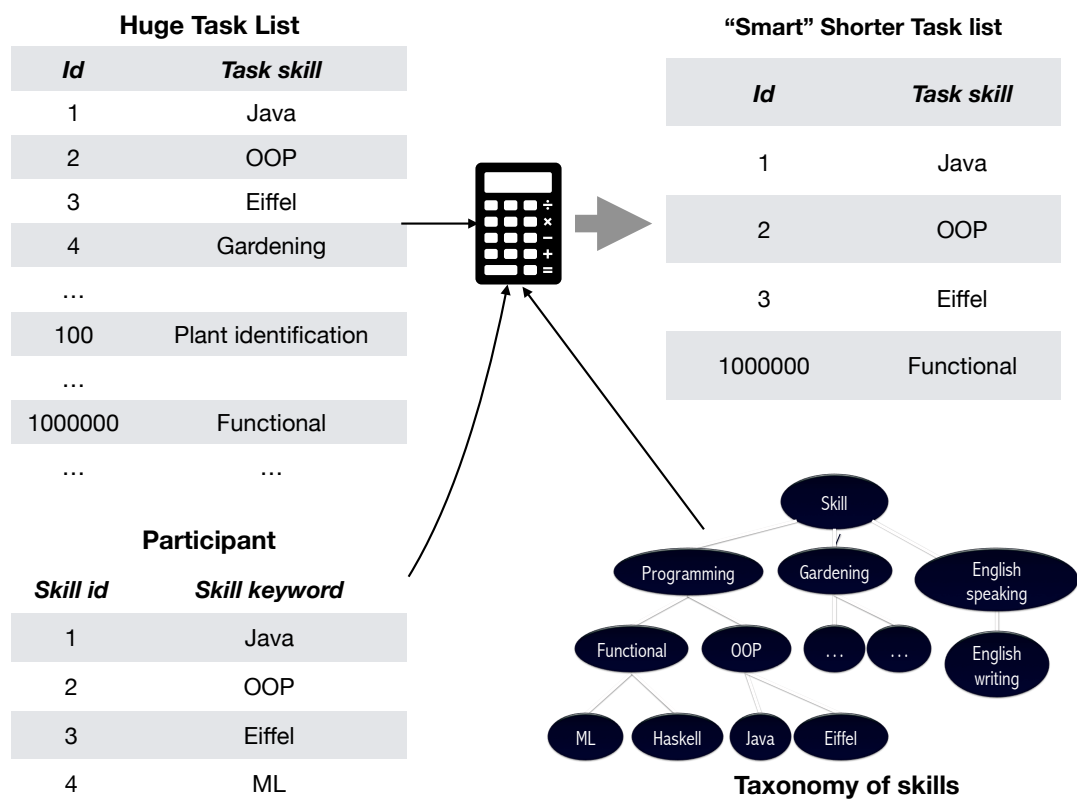 Huge Task List
Id Task skill
1 Java
2 OOP
3 Eiffel
4 Gardening
…
100 Plant identification
…
1000000 Functional
… …
Participant
Skill id Skill keyword
1 Java
2 OOP
3 Eiffel
4 ML
÷
×
−
+
=
“Smart” Shorter Task list
Id Task skill
1 Java
2 OOP
3 Eiffel
1000000 Functional
Skill
Programming Gardening English
speaking
Functional OOP … … English
writing
ML Haskell Java Eiffel
Taxonomy of skills